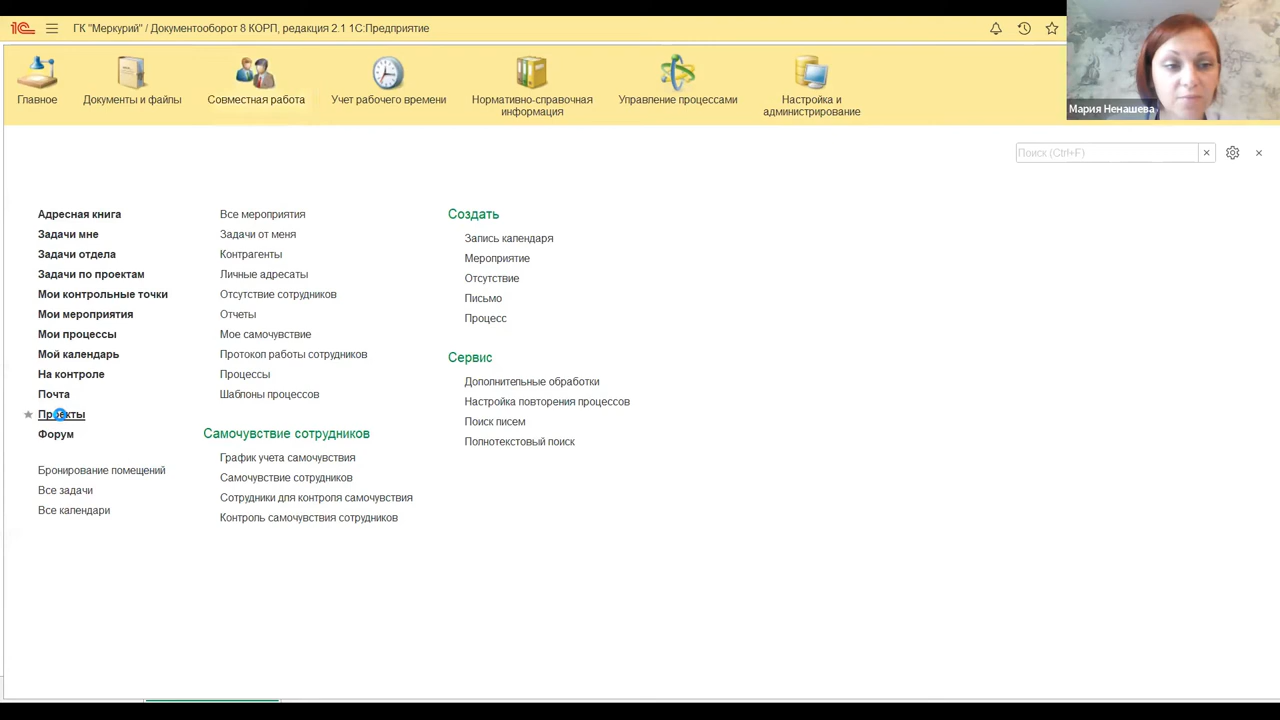 1С ГК "Меркурий" / Документооборот 8 КОРП, редакция 2.1 1С:Предприятие
Мария Ненашева
Главное
Документы и файлы
Совместная работа
Учет рабочего времени
Нормативно-справочная
информация
Управление процессами
Настройка и
администрирование
Поиск (Ctrl+F)
Адресная книга
Задачи мне
Задачи отдела
Задачи по проектам
Мои контрольные точки
Мои мероприятия
Мои процессы
Мой календарь
На контроле
Почта
Проекты
Форум
Бронирование помещений
Все задачи
Все календари
Все мероприятия
Задачи от меня
Контрагенты
Личные адресаты
Отсутствие сотрудников
Отчеты
Мое самочувствие
Протокол работы сотрудников
Процессы
Шаблоны процессов
Самочувствие сотрудников
График учета самочувствия
Самочувствие сотрудников
Сотрудники для контроля самочувствия
Контроль самочувствия сотрудников
Создать
Запись календаря
Мероприятие
Отсутствие
Письмо
Процесс
Сервис
Дополнительные обработки
Настройка повторения процессов
Поиск писем
Полнотекстовый поиск